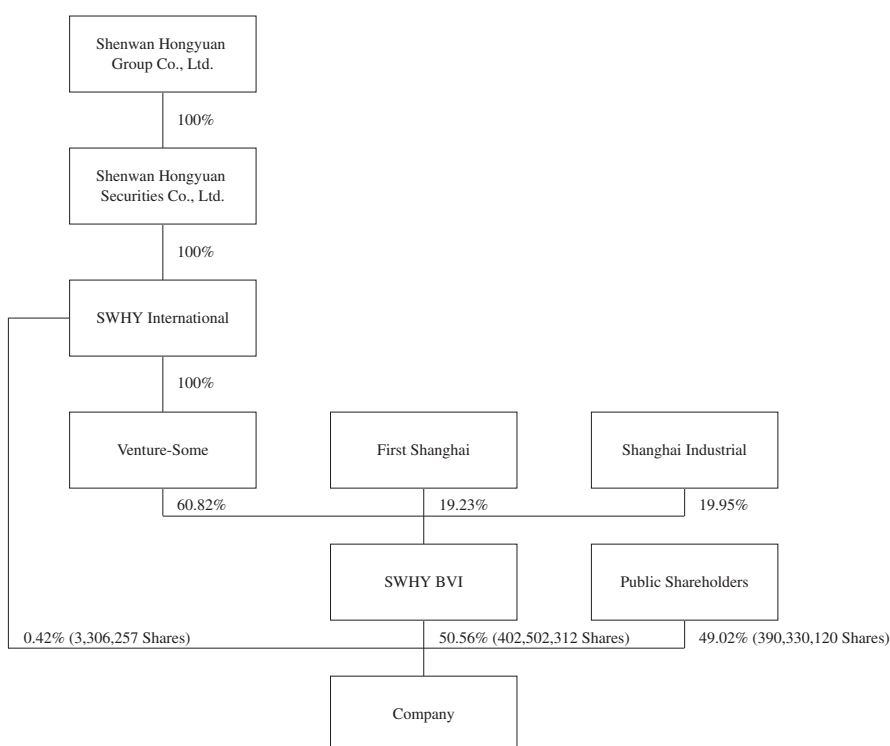 Shenwan Hongyuan
Group Co., Ltd.
100%
Shenwan Hongyuan
Securities Co., Ltd.
100%
SWHY International
100%
Venture-Some
First Shanghai
Shanghai Industrial
60.82%
19.23%
19.95%
SWHY BVI
Public Shareholders
0.42% (3,306,257 Shares)
50.56% (402,502,312 Shares)
49.02% (390,330,120 Shares)
Company